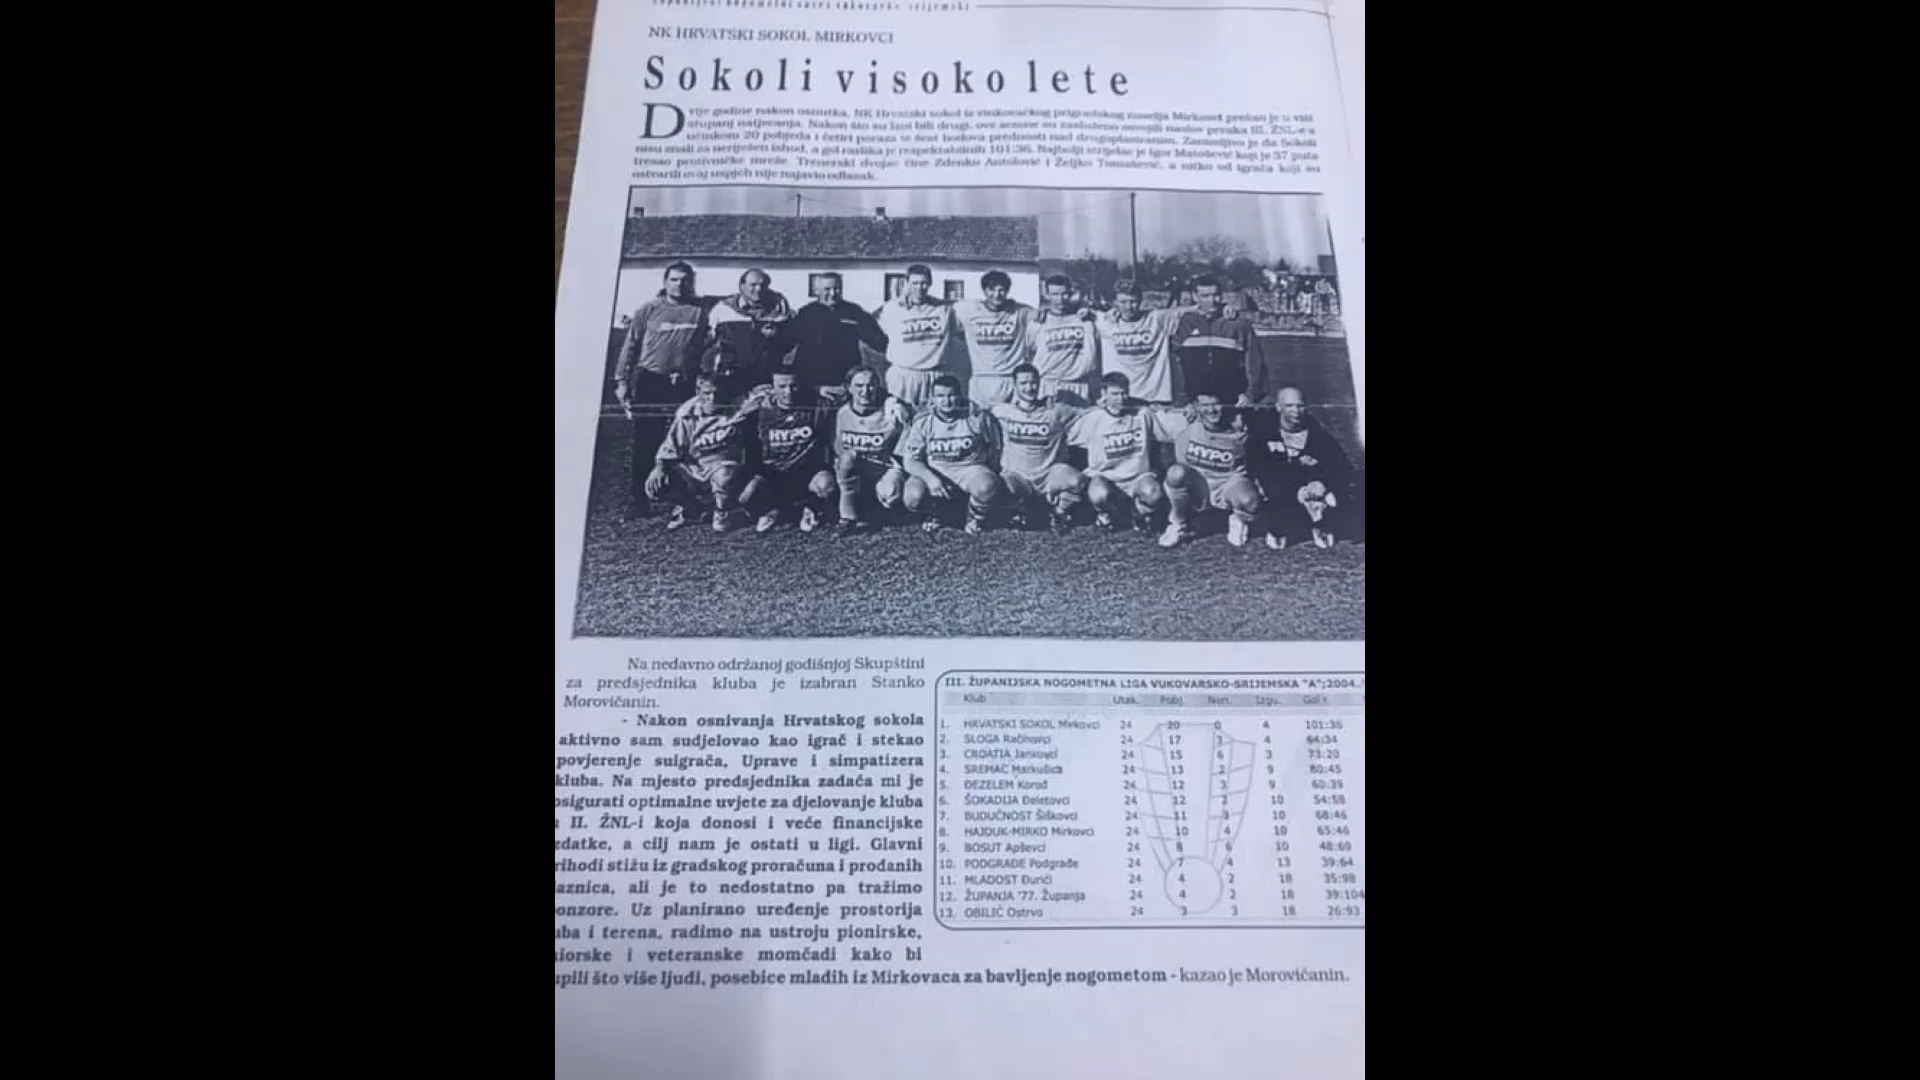 NK HRVATSKI SOKOL MIRKOVCI
Sokoli visoko lete
Dvije godine nakon osnutka, NK Hrvatski sokol iz vinkovačkog prigradskog naselja Mirkovci prešao je u viši
stupanj natjecanja. Nakon što su lani bili drugi, ove sezone su zasluženo osvojili naslov prvaka III. ŽNL-e s
učinkom 20 pobjeda i četiri poraza te šest bodova prednosti nad drugoplasiranim. Zanimljivo je da Sokoli
nisu znali za neriješen ishod, a gol razlika je respektabilnih 101:36. Najbolji strijelac je Igor Matošević koji je 37 puta
tresao protivničke mreže. Trenerski dvojac čine Zdenko Antolović i Željko Tomašević, a nitko od igrača koji su
ostvarili ovaj uspjeh nije najavio odlazak.
HYPO HYPO HYPO HYPO
HYPO HYPO HYPO HYPO HYPO HYPO HYPO
Na nedavno održanoj godišnjoj Skupštini
za predsjednika kluba je izabran Stanko
Morovičanin.
- Nakon osnivanja Hrvatskog sokola
aktivno sam sudjelovao kao igrač i stekao
povjerenje suigrača, Uprave i simpatizera
kluba. Na mjesto predsjednika zadaća mi je
osigurati optimalne uvjete za djelovanje kluba
u II. ŽNL-i koja donosi i veće financijske
zdatke, a cilj nam je ostati u ligi. Glavni
rihodi stižu iz gradskog proračuna i prodanih
aznica, ali je to nedostatno pa tražimo
onzore. Uz planirano uređenje prostorija
uba i terena, radimo na ustroju pionirske,
iorske i veteranske momčadi kako bi
upili što više ljudi, posebice mladih iz Mirkovaca za bavljenje nogometom - kazao je Morovičanin.
III. ŽUPANIJSKA NOGOMETNA LIGA VUKOVARSKO-SRIJEMSKA "A";2004.
Klub Utak. Pobj. Neri. Izgu. Gol r.
1. HRVATSKI SOKOL Mirkovci 24 20 0 4 101:36
2. SLOGA Račinovci 24 17 3 4 64:34
3. CROATIA Jankovci 24 15 6 3 73:20
4. SREMAC Markušica 24 13 2 9 80:45
5. DEZELEM Korođ 24 12 3 9 60:39
6. ŠOKADIJA Đeletovci 24 12 2 10 54:58
7. BUDUĆNOST Šiškovci 24 11 3 10 68:46
8. HAJDUK-MIRKO Mirkovci 24 10 4 10 65:46
9. BOSUT Apševci 24 8 6 10 48:69
10. PODGRAĐE Podgrađe 24 7 4 13 39:64
11. MLADOST Đurići 24 4 2 18 35:98
12. ŽUPANJA '77. Županja 24 4 2 18 39:104
13. OBILIĆ Ostrvo 24 3 3 18 26:93